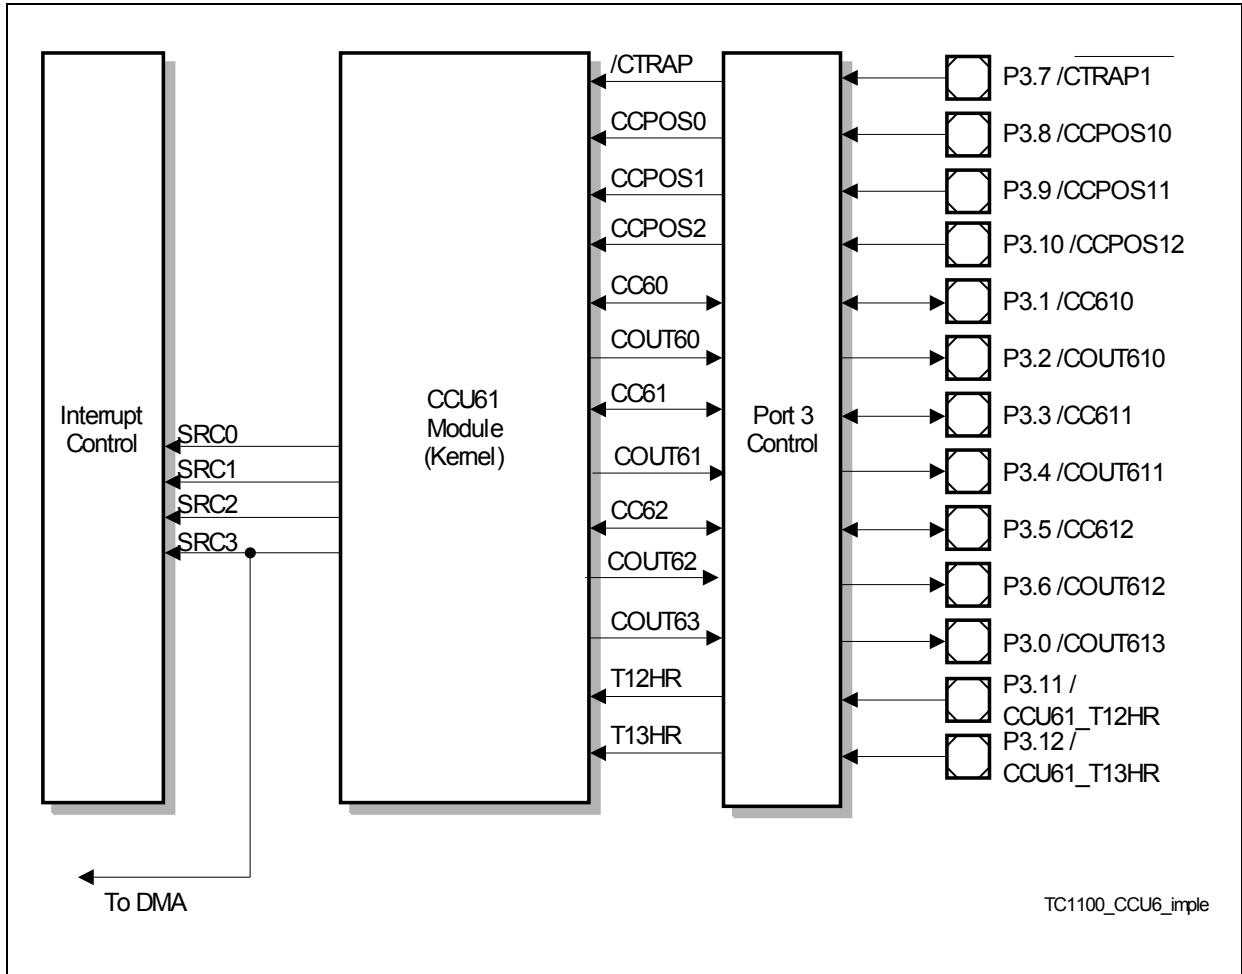 /CTRAP
CCPOS0
CCPOS1
CCPOS2
CC60
COUT60
CC61
COUT61
CC62
COUT62
COUT63
T12HR
T13HR
Interrupt
Control
SRC0
SRC1
SRC2
SRC3
CCU61
Module
(Kernel)
Port 3
Control
P3.7 /CTRAP1
P3.8 /CCPOS10
P3.9 /CCPOS11
P3.10 /CCPOS12
P3.1 /CC610
P3.2 /COUT610
P3.3 /CC611
P3.4 /COUT611
P3.5 /CC612
P3.6 /COUT612
P3.0 /COUT613
P3.11 /
CCU61_T12HR
P3.12 /
CCU61_T13HR
To DMA
TC1100_CCU6_imple